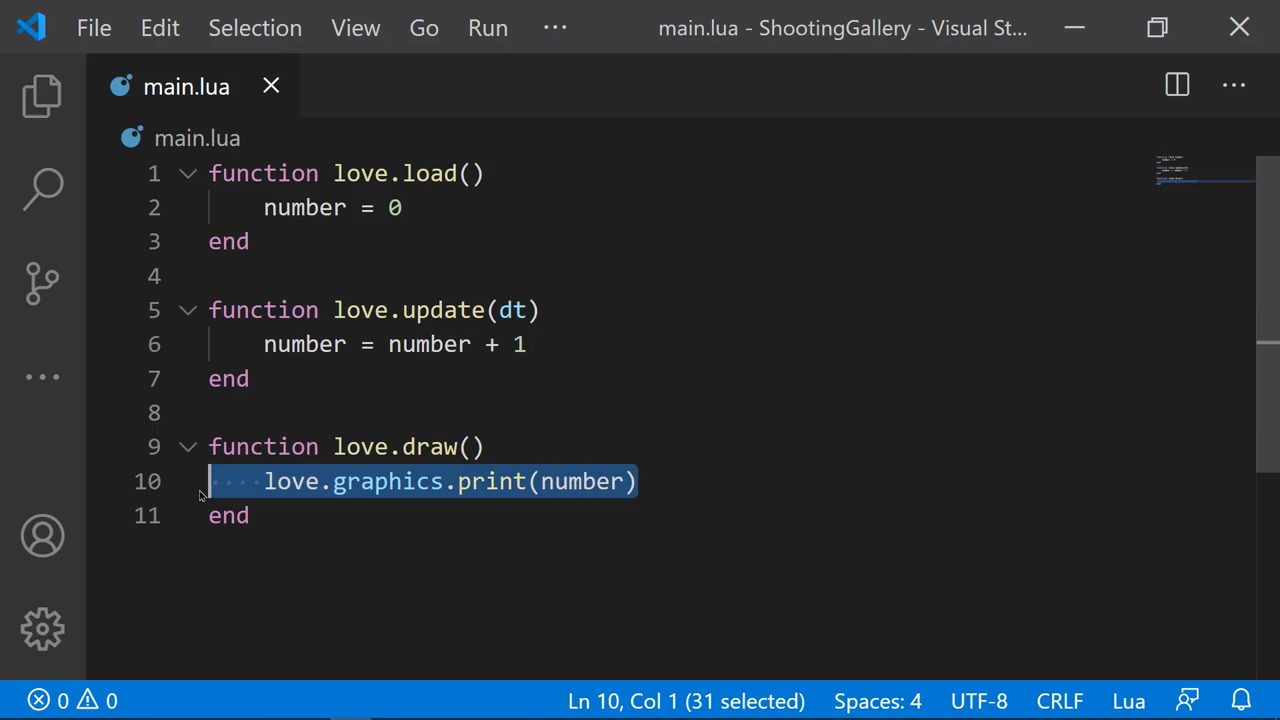 File Edit Selection View Go Run ··· main.lua - ShootingGallery - Visual St...
main.lua
main.lua
1 function love.load()
2 number = 0
3 end
4
5 function love.update(dt)
6 number = number + 1
7 end
8
9 function love.draw()
10 love.graphics.print(number)
11 end
0 0 Ln 10, Col 1 (31 selected) Spaces: 4 UTF-8 CRLF Lua